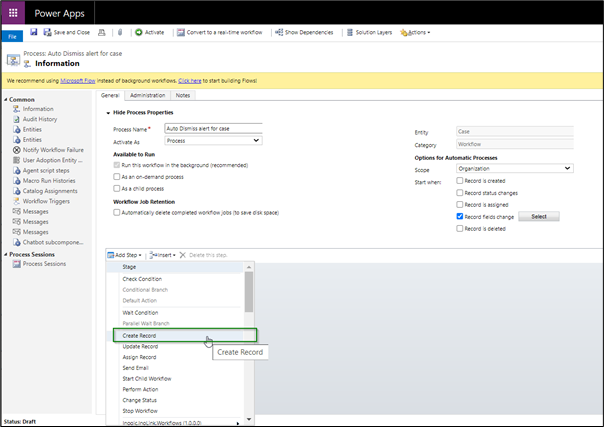 Power Apps
File
Save and Close
Activate
Convert to a real-time workflow
Show Dependencies
Solution Layers
Actions
Process: Auto Dismiss alert for case
Information
We recommend using Microsoft Flow instead of background workflows. Click here to start building Flows!
Common
Information
Audit History
Entities
Entities
Notify Workflow Failure
User Adoption Entity ...
Agent script steps
Macro Run Histories
Catalog Assignments
Workflow Triggers
Messages
Messages
Messages
Chatbot subcompone...
Process Sessions
Process Sessions
General
Administration
Notes
Hide Process Properties
Process Name *
Auto Dismiss alert for case
Activate As
Process
Available to Run
Run this workflow in the background (recommended)
As an on-demand process
As a child process
Workflow Job Retention
Automatically delete completed workflow jobs (to save disk space)
Entity
Case
Category
Workflow
Options for Automatic Processes
Scope
Organization
Start when:
Record is created
Record status changes
Record is assigned
Record fields change
Select
Record is deleted
Add Step
Insert
Delete this step.
Stage
Check Condition
Conditional Branch
Default Action
Wait Condition
Parallel Wait Branch
Create Record
Create Record
Update Record
Assign Record
Send Email
Start Child Workflow
Perform Action
Change Status
Stop Workflow
Inogic.InoLink.Workflows (1.0.0.0)
Status: Draft